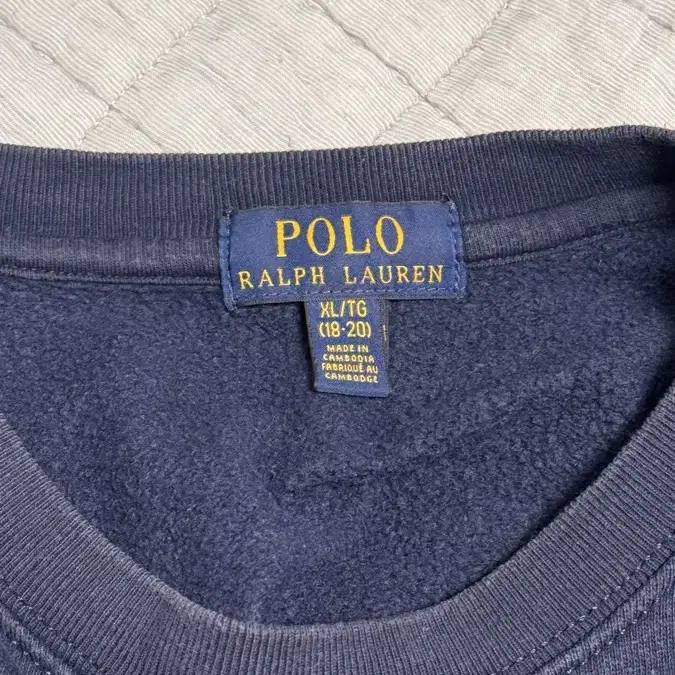 POLO
RALPH LAUREN
XL/TG
(18-20)
MADE IN
CAMBODIA
FABRIQUÉ AU
CAMBODGE